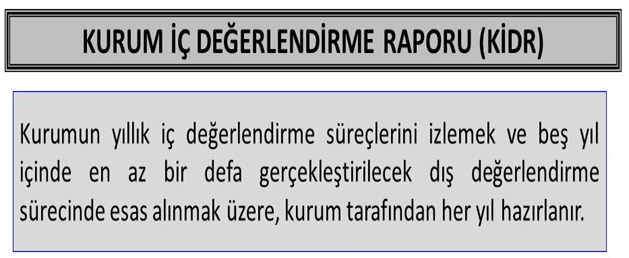 KURUM İÇ DEĞERLENDİRME RAPORU (KİDR)
Kurumun yıllık iç değerlendirme süreçlerini izlemek ve beş yıl
içinde en az bir defa gerçekleştirilecek dış değerlendirme
sürecinde esas alınmak üzere, kurum tarafından her yıl hazırlanır.